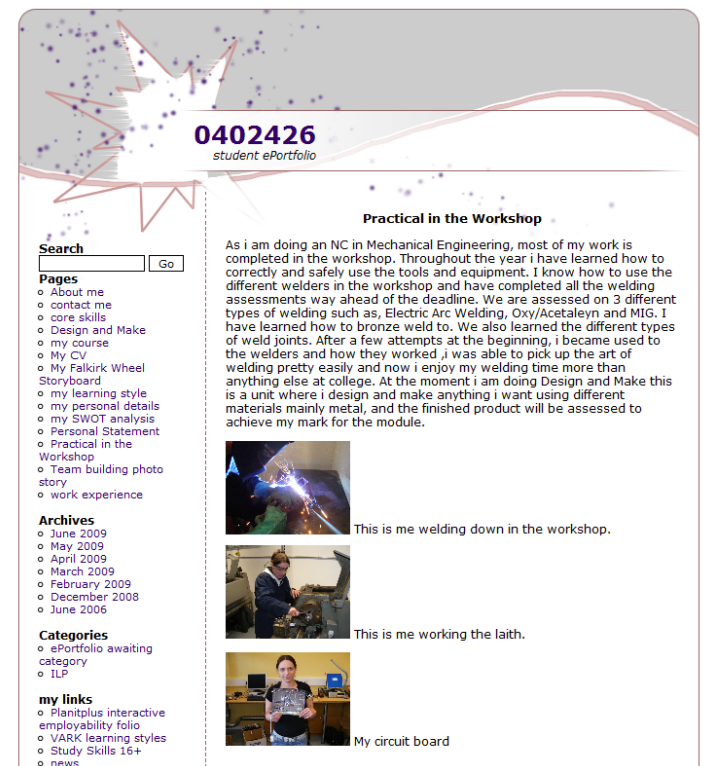 0402426
student ePortfolio
Search
Go
Pages
About me
contact me
core skills
Design and Make
my course
My CV
My Falkirk Wheel
Storyboard
my learning style
my personal details
my SWOT analysis
Personal Statement
Practical in the
Workshop
Team building photo
story
work experience
Archives
June 2009
May 2009
April 2009
March 2009
February 2009
December 2008
June 2006
Categories
ePortfolio awaiting
category
ILP
my links
Planitplus interactive
employability folio
VARK learning styles
Study Skills 16+
news
Practical in the Workshop
As i am doing an NC in Mechanical Engineering, most of my work is
completed in the workshop. Throughout the year i have learned how to
correctly and safely use the tools and equipment. I know how to use the
different welders in the workshop and have completed all the welding
assessments way ahead of the deadline. We are assessed on 3 different
types of welding such as, Electric Arc Welding, Oxy/Acetaleyn and MIG. I
have learned how to bronze weld to. We also learned the different types
of weld joints. After a few attempts at the beginning, i became used to
the welders and how they worked ,i was able to pick up the art of
welding pretty easily and now i enjoy my welding time more than
anything else at college. At the moment i am doing Design and Make this
is a unit where i design and make anything i want using different
materials mainly metal, and the finished product will be assessed to
achieve my mark for the module.
This is me welding down in the workshop.
This is me working the laith.
My circuit board